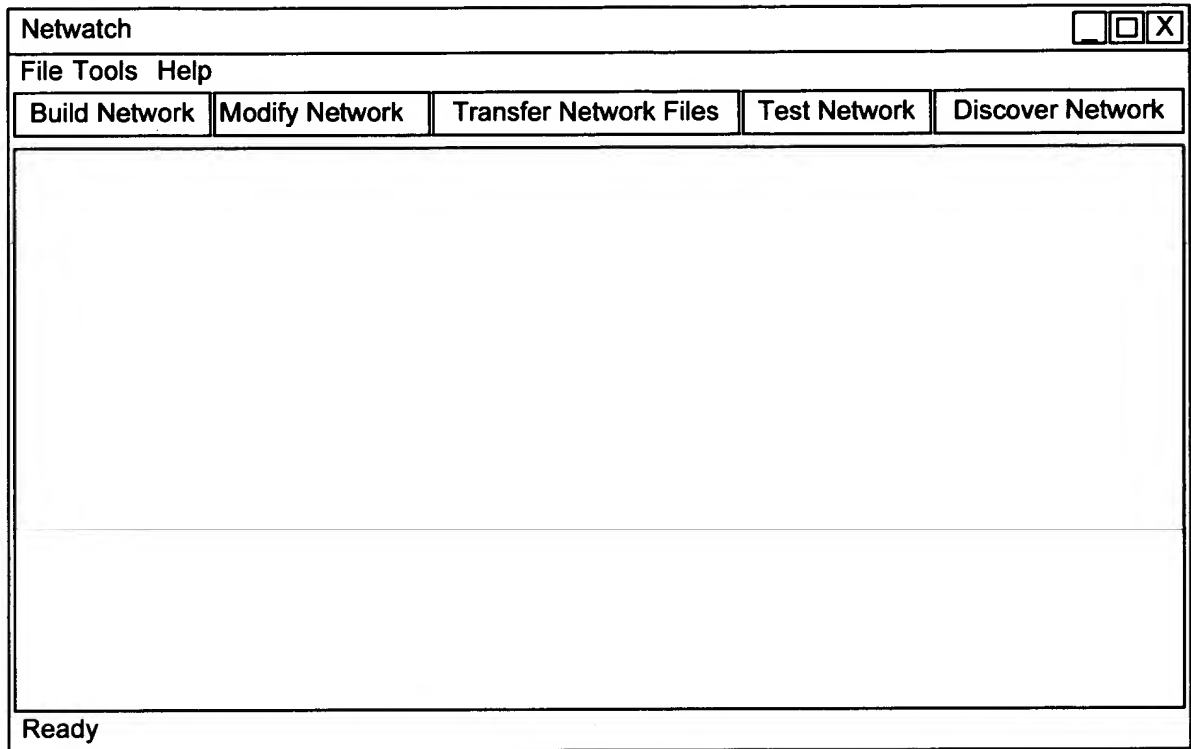 Netwatch _ X
File Tools Help
Build Network Modify Network Transfer Network Files Test Network Discover Network
Ready